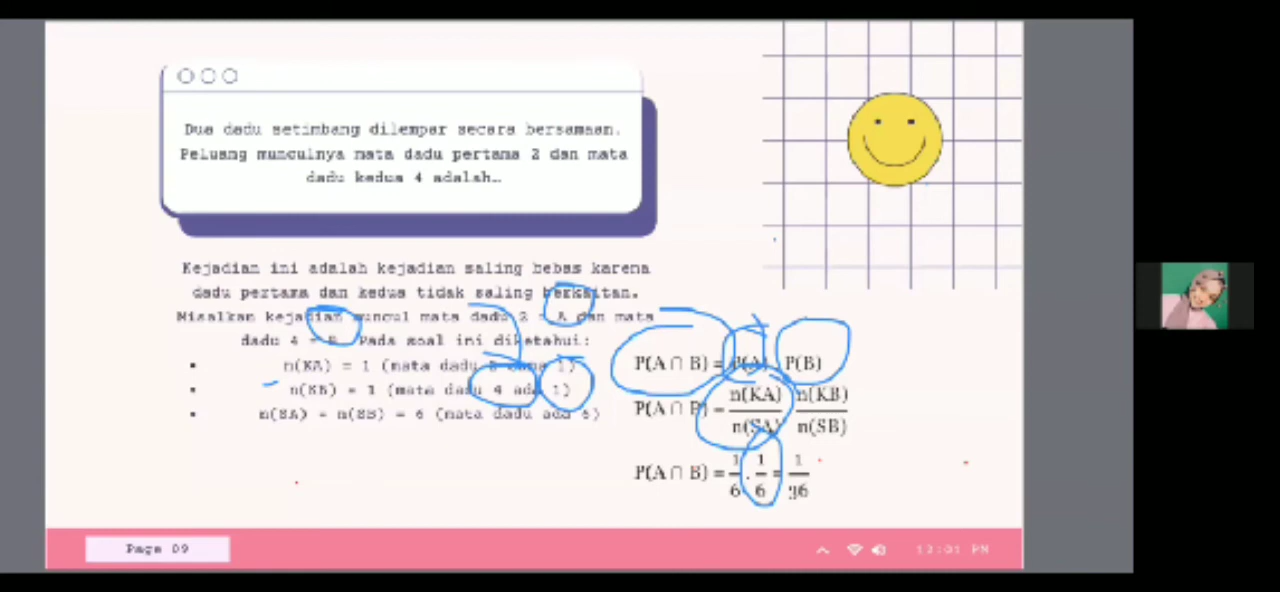 Dua dadu setimbang dilempar secara bersamaan.
Peluang munculnya mata dadu pertama 2 dan mata
dadu kedua 4 adalah…
Kejadian ini adalah kejadian saling bebas karena
dadu pertama dan kedua tidak saling berkaitan.
Misalkan kejadian muncul mata dadu 2 = A dan mata
dadu 4 = B. Pada soal ini diketahui:
• n(KA) = 1 (mata dadu 2 1)
• n(KB) = 1 (mata dadu 4 ada 1)
• n(SA) = n(SB) = 6 (mata dadu ada 6)
P(A ∩ B) = P(A) . P(B)
P(A ∩ B) = n(KA)/n(SA) n(KB)/n(SB)
P(A ∩ B) = 1/6 . 1/6 = 1/36
Page 09
PM